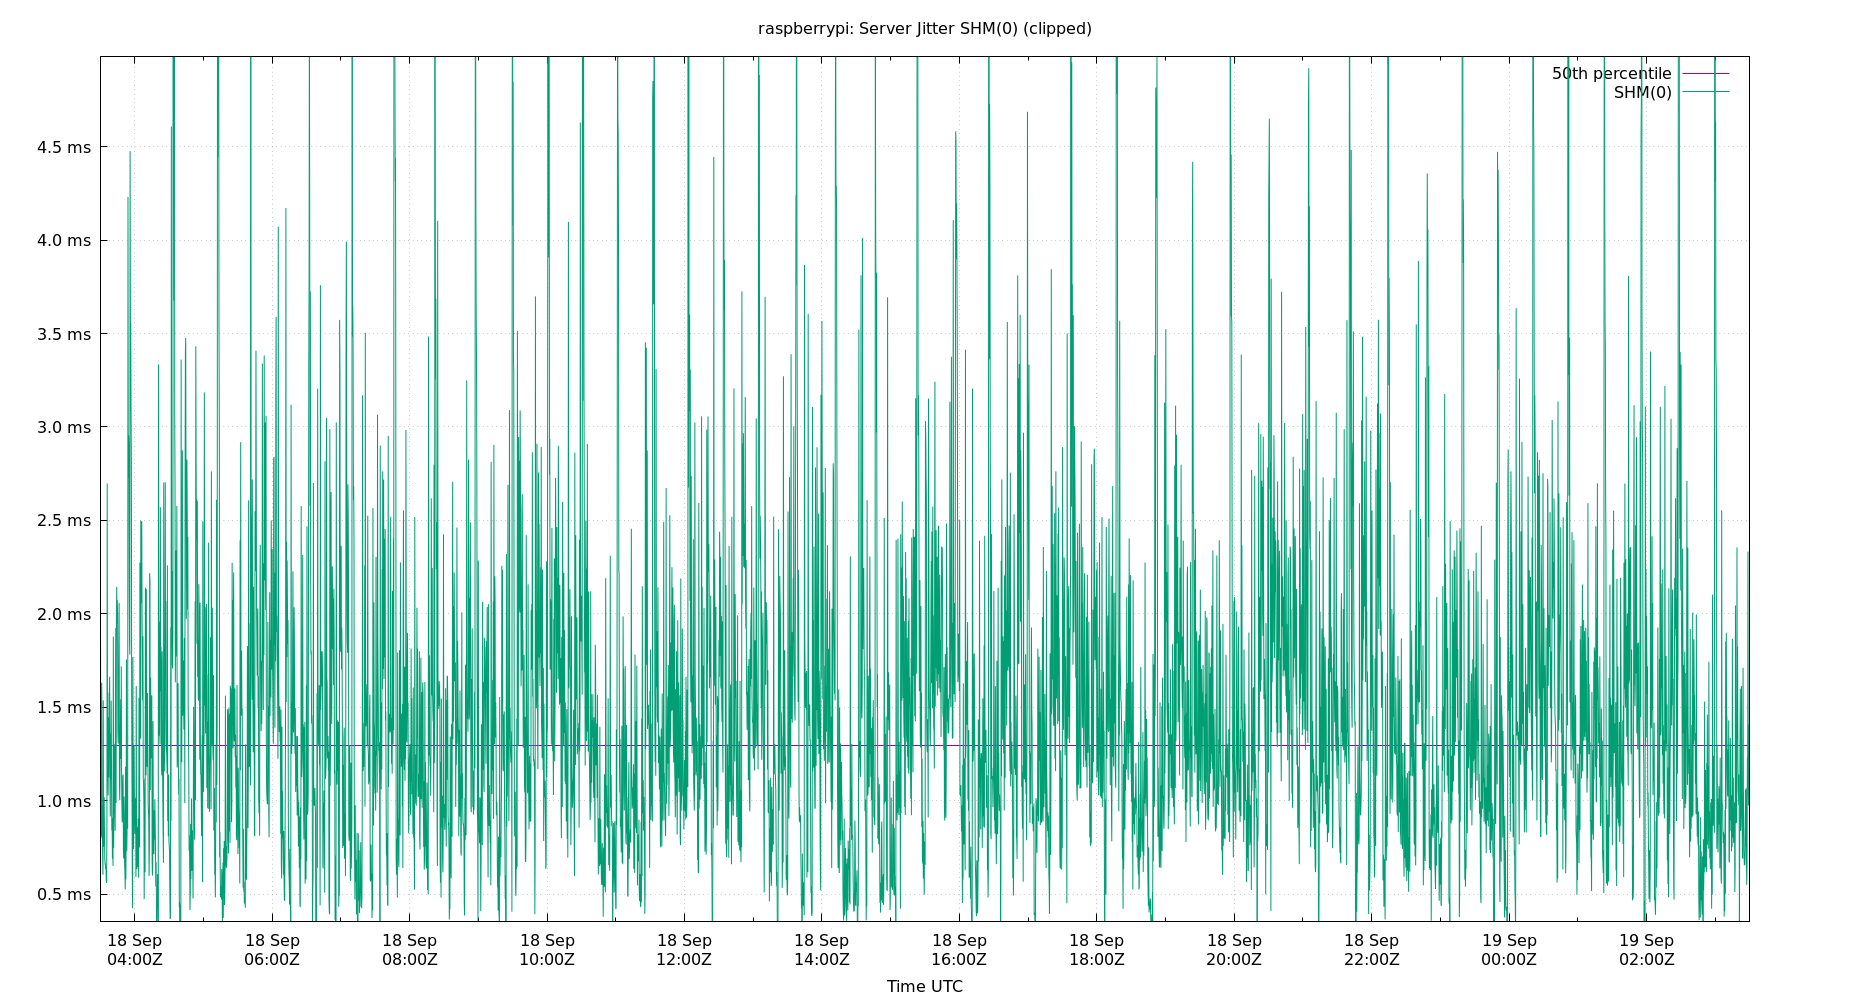 raspberrypi: Server Jitter SHM(0) (clipped)
50th percentile
SHM(0)
4.5 ms
4.0 ms
3.5 ms
3.0 ms
2.5 ms
2.0 ms
1.5 ms
1.0 ms
0.5 ms
18 Sep 18 Sep 18 Sep 18 Sep 18 Sep 18 Sep 18 Sep 18 Sep 18 Sep 18 Sep 19 Sep 19 Sep
04:00Z 06:00Z 08:00Z 10:00Z 12:00Z 14:00Z 16:00Z 18:00Z 20:00Z 22:00Z 00:00Z 02:00Z
Time UTC